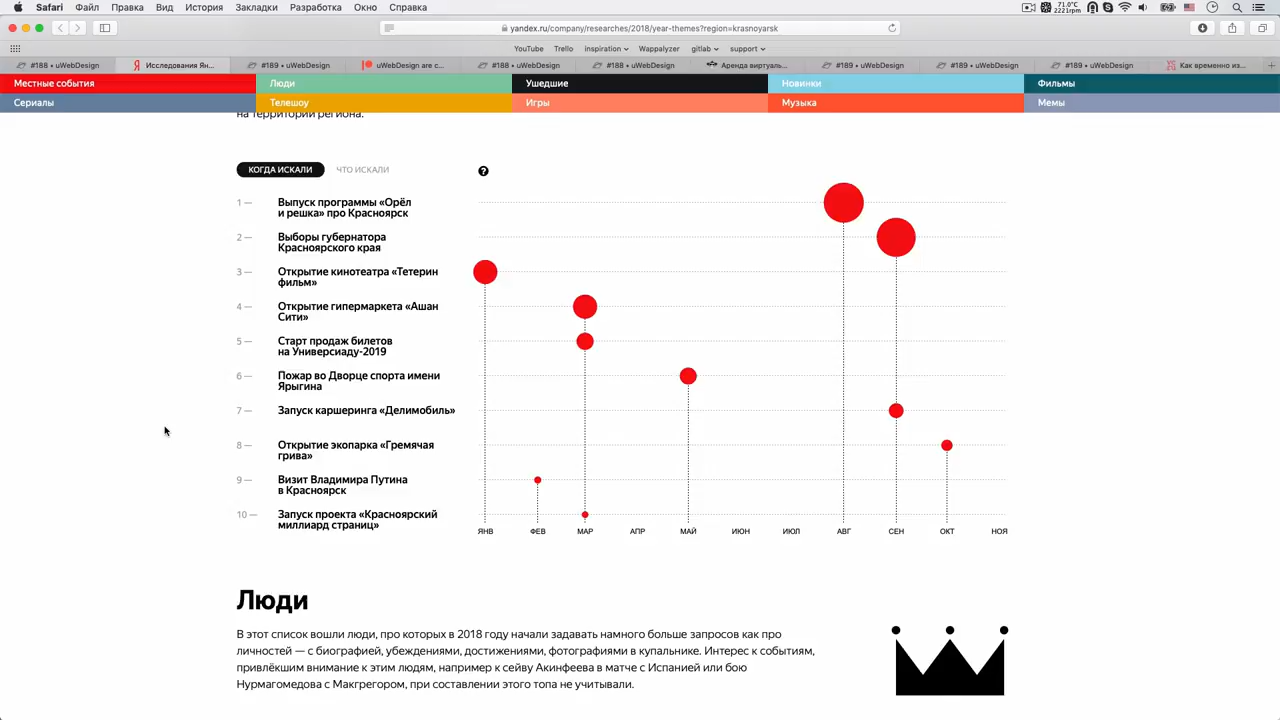 Safari Файл Правка Вид История Закладки Разработка Окно Справка
71.0°C
2221rpm
yandex.ru/company/researches/2018/year-themes?region=krasnoyarsk
YouTube Trello inspiration Wappalyzer gitlab support
#188 • uWebDesign
Исследования Ян...
uWebDesign are c...
#188 • uWebDesign
#188 • uWebDesign
Аренда виртуаль...
#189 • uWebDesign
#189 • uWebDesign
#189 • uWebDesign
Как временно из...
Местные события Люди Ушедшие Новинки Фильмы
Сериалы Телешоу Игры Музыка Мемы
на территории региона.
КОГДА ИСКАЛИ ЧТО ИСКАЛИ ?
1 — Выпуск программы «Орёл
и решка» про Красноярск
2 — Выборы губернатора
Красноярского края
3 — Открытие кинотеатра «Тетерин
фильм»
4 — Открытие гипермаркета «Ашан
Сити»
5 — Старт продаж билетов
на Универсиаду-2019
6 — Пожар во Дворце спорта имени
Ярыгина
7 — Запуск каршеринга «Делимобиль»
8 — Открытие экопарка «Гремячая
грива»
9 — Визит Владимира Путина
в Красноярск
10 — Запуск проекта «Красноярский
миллиард страниц»
ЯНВ ФЕВ МАР АПР МАЙ ИЮН ИЮЛ АВГ СЕН ОКТ НОЯ
Люди
В этот список вошли люди, про которых в 2018 году начали задавать намного больше запросов как про
личностей — с биографией, убеждениями, достижениями, фотографиями в купальнике. Интерес к событиям,
привлёкшим внимание к этим людям, например к сейву Акинфеева в матче с Испанией или бою
Нурмагомедова с Макгрегором, при составлении этого топа не учитывали.